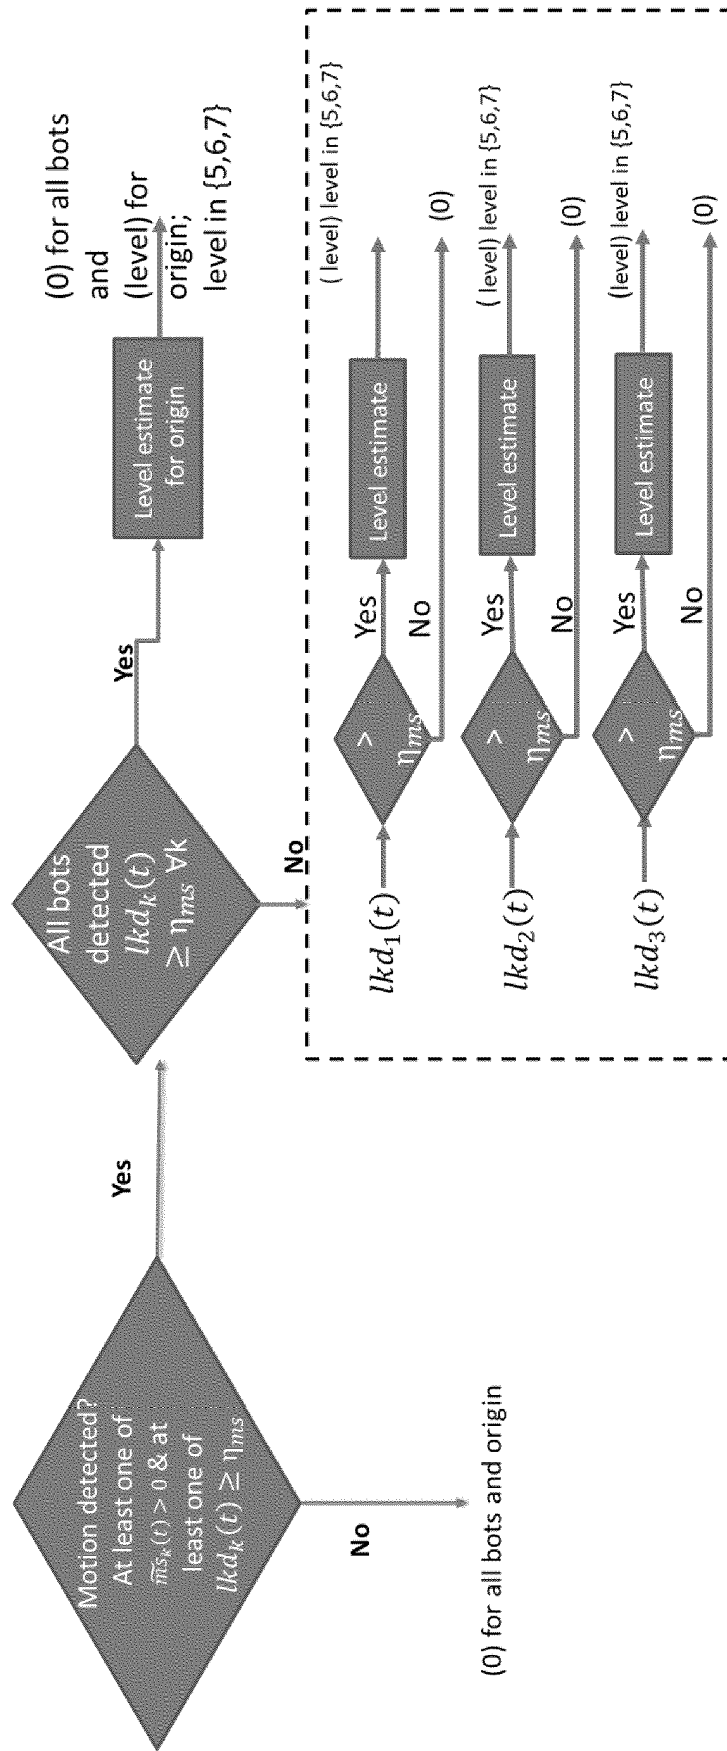 Motion detected?
At least one of
m̃s_k(t) > 0 & at
least one of
lkd_k(t) ≥ η_ms
Yes
No
(0) for all bots and origin
All bots
detected
lkd_k(t)
≥ η_ms ∀k
Yes
No
Level estimate
for origin
(0) for all bots
and
(level) for
origin;
level in {5,6,7}
lkd_1(t)
>
η_ms
Yes
No
Level estimate
( level) level in {5,6,7}
(0)
lkd_2(t)
>
η_ms
Yes
No
Level estimate
( level) level in {5,6,7}
(0)
lkd_3(t)
>
η_ms
Yes
No
Level estimate
(level) level in {5,6,7}
(0)